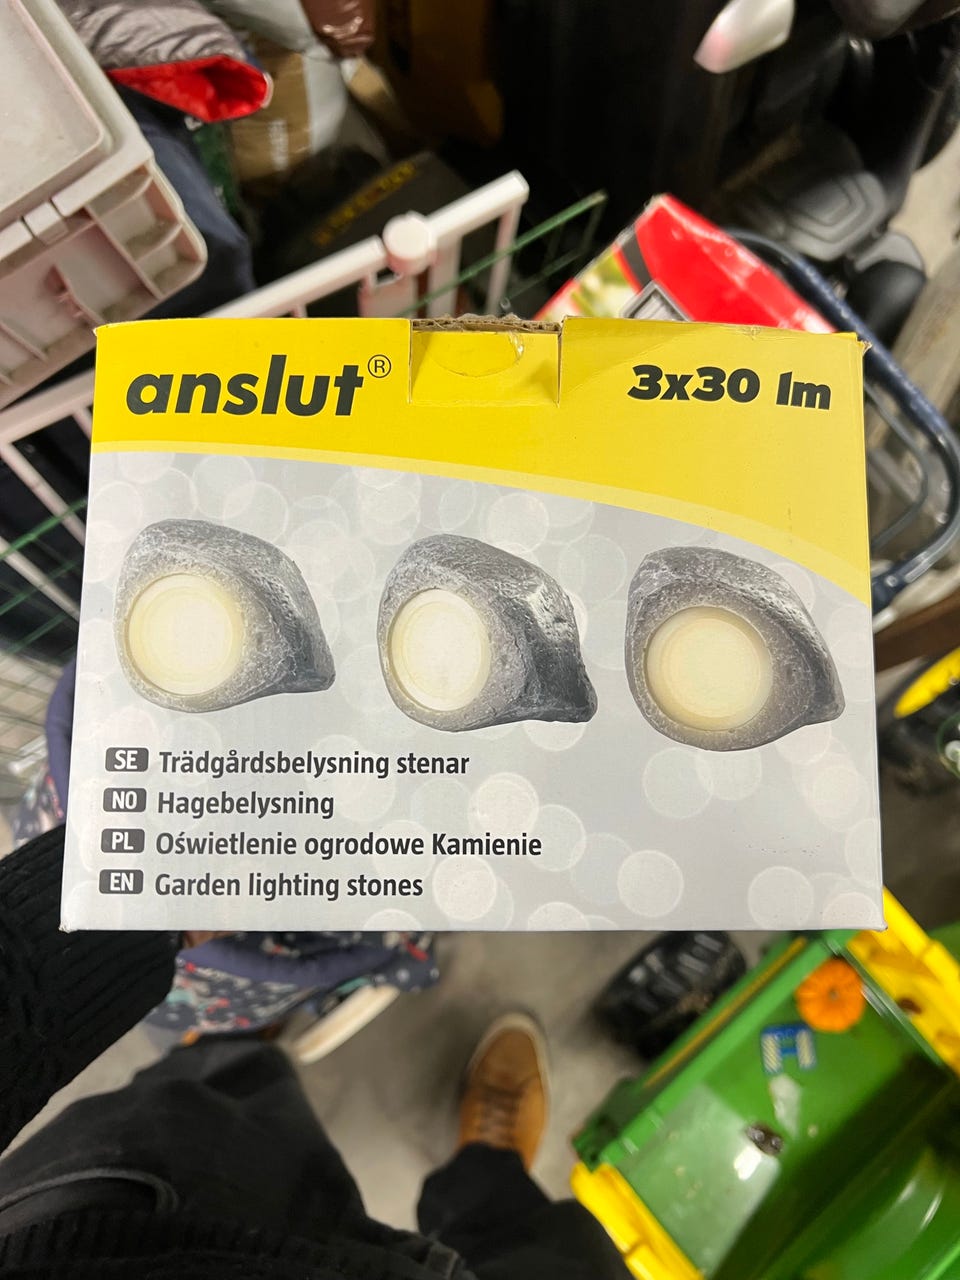 anslut®
3x30 lm
SE Trädgårdsbelysning stenar
NO Hagebelysning
PL Oświetlenie ogrodowe Kamienie
EN Garden lighting stones